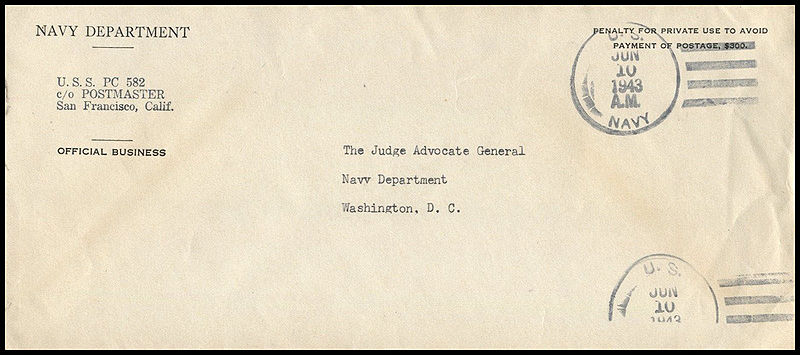 NAVY DEPARTMENT
U. S. S. PC 582
c/o POSTMASTER
San Francisco, Calif.
OFFICIAL BUSINESS
PENALTY FOR PRIVATE USE TO AVOID
PAYMENT OF POSTAGE, $300.
U. S.
JUN
10
1943
A.M.
NAVY
The Judge Advocate General
Navy Department
Washington, D. C.
U. S.
JUN
10
1943